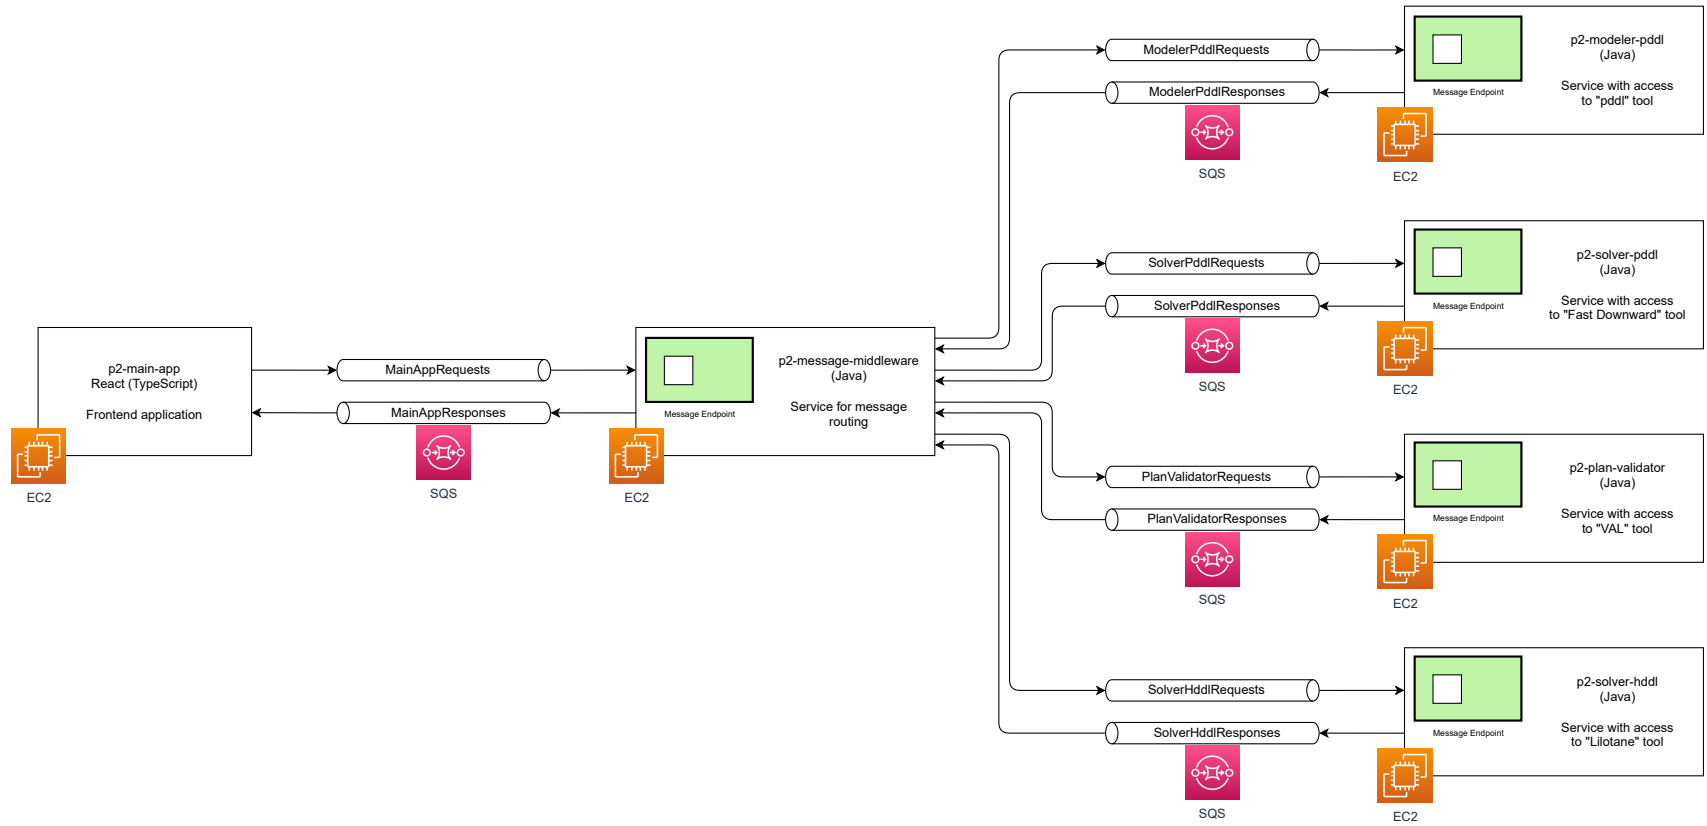 p2-main-app
React (TypeScript)
Frontend application
EC2
MainAppRequests
MainAppResponses
SQS
Message Endpoint
p2-message-middleware
(Java)
Service for message
routing
EC2
ModelerPddlRequests
ModelerPddlResponses
SQS
Message Endpoint
p2-modeler-pddl
(Java)
Service with access
to "pddl" tool
EC2
SolverPddlRequests
SolverPddlResponses
SQS
Message Endpoint
p2-solver-pddl
(Java)
Service with access
to "Fast Downward" tool
EC2
PlanValidatorRequests
PlanValidatorResponses
SQS
Message Endpoint
p2-plan-validator
(Java)
Service with access
to "VAL" tool
EC2
SolverHddlRequests
SolverHddlResponses
SQS
Message Endpoint
p2-solver-hddl
(Java)
Service with access
to "Lilotane" tool
EC2